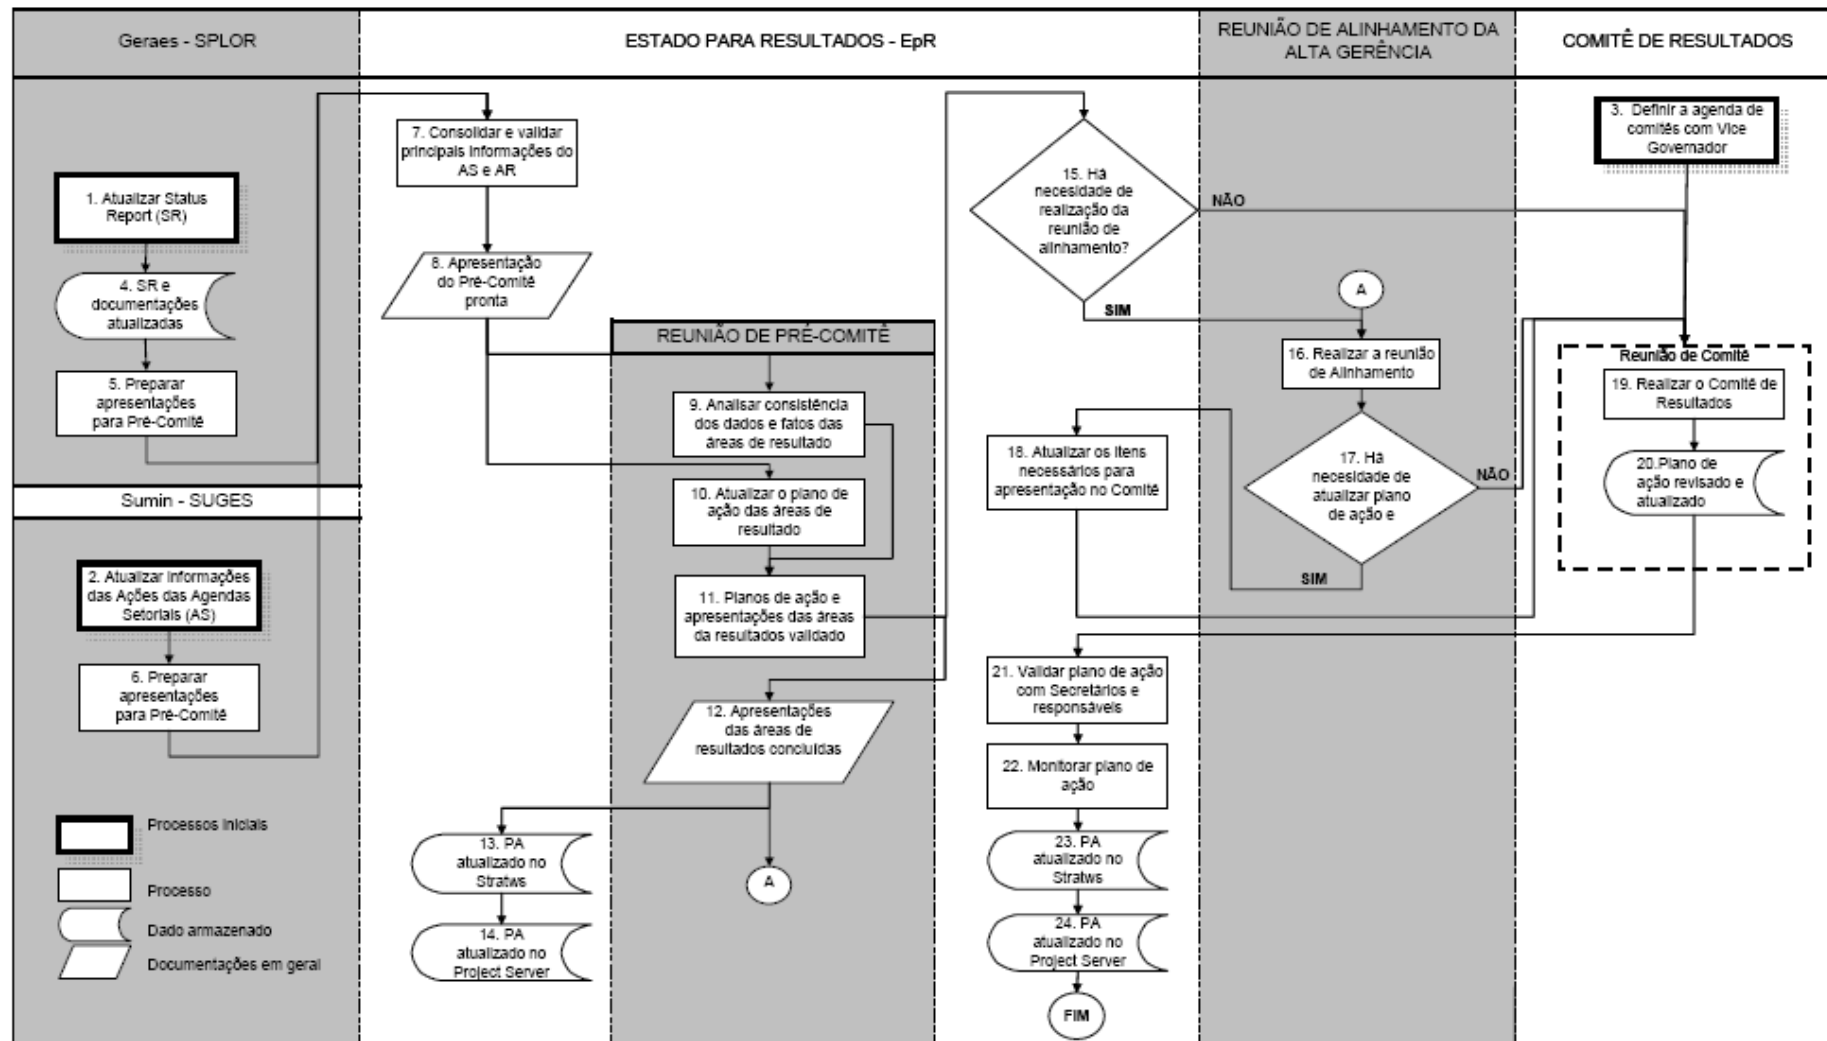 Geraes - SPLOR
ESTADO PARA RESULTADOS - EpR
REUNIÃO DE ALINHAMENTO DA
ALTA GERÊNCIA
COMITÊ DE RESULTADOS
1. Atualizar Status
Report (SR)
4. SR e
documentações
atualizadas
5. Preparar
apresentações
para Pré-Comitê
Sumin - SUGES
2. Atualizar informações
das Ações das Agendas
Setoriais (AS)
6. Preparar
apresentações
para Pré-Comitê
Processos Iniciais
Processo
Dado armazenado
Documentações em geral
7. Consolidar e validar
principais informações do
AS e AR
8. Apresentação
do Pré-Comitê
pronta
REUNIÃO DE PRÉ-COMITÊ
9. Analisar consistência
dos dados e fatos das
áreas de resultado
10. Atualizar o plano de
ação das áreas de
resultado
11. Planos de ação e
apresentações das áreas
da resultados validado
12. Apresentações
das áreas de
resultados concluídas
13. PA
atualizado no
Stratws
14. PA
atualizado no
Project Server
A
15. Há
necesidade de
realização da
reunião de
alinhamento?
NÃO
SIM
A
16. Realizar a reunião
de Alinhamento
17. Há
necesidade de
atualizar plano
de ação e
NÃO
SIM
18. Atualizar os itens
necessários para
apresentação no Comitê
3. Definir a agenda de
comitês com Vice
Governador
Reunião de Comitê
19. Realizar o Comitê de
Resultados
20.Plano de
ação revisado e
atualizado
21. Validar plano de ação
com Secretários e
responsáveis
22. Monitorar plano de
ação
23. PA
atualizado no
Stratws
24. PA
atualizado no
Project Server
FIM